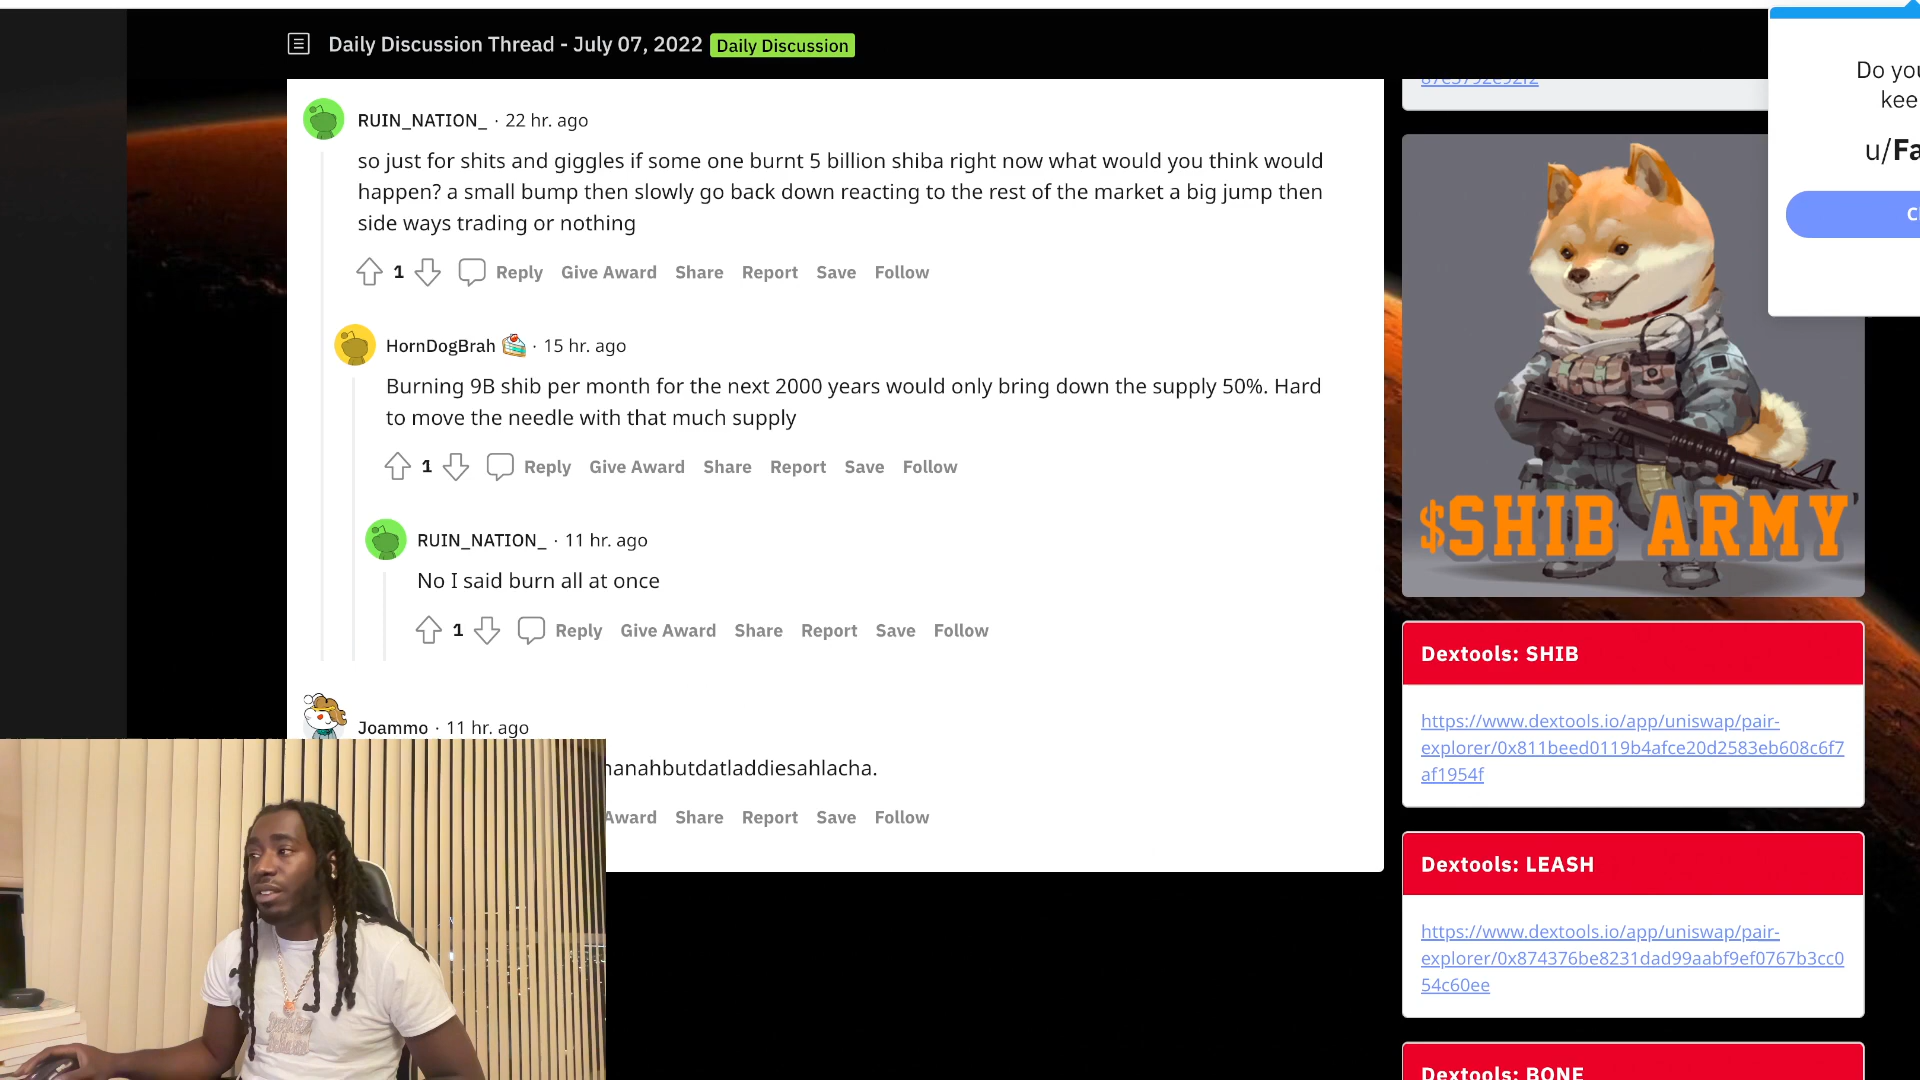 Daily Discussion Thread - July 07, 2022 Daily Discussion
RUIN_NATION_ · 22 hr. ago
so just for shits and giggles if some one burnt 5 billion shiba right now what would you think would
happen? a small bump then slowly go back down reacting to the rest of the market a big jump then
side ways trading or nothing
1 Reply Give Award Share Report Save Follow
HornDogBrah · 15 hr. ago
Burning 9B shib per month for the next 2000 years would only bring down the supply 50%. Hard
to move the needle with that much supply
1 Reply Give Award Share Report Save Follow
RUIN_NATION_ · 11 hr. ago
No I said burn all at once
1 Reply Give Award Share Report Save Follow
Joammo · 11 hr. ago
nanahbutdatladdiesahlacha.
Award Share Report Save Follow
$SHIB ARMY
Dextools: SHIB
https://www.dextools.io/app/uniswap/pair-
explorer/0x811beed0119b4afce20d2583eb608c6f7
af1954f
Dextools: LEASH
https://www.dextools.io/app/uniswap/pair-
explorer/0x874376be8231dad99aabf9ef0767b3cc0
54c60ee
Dextools: BONE
Do you
kee
u/Fa